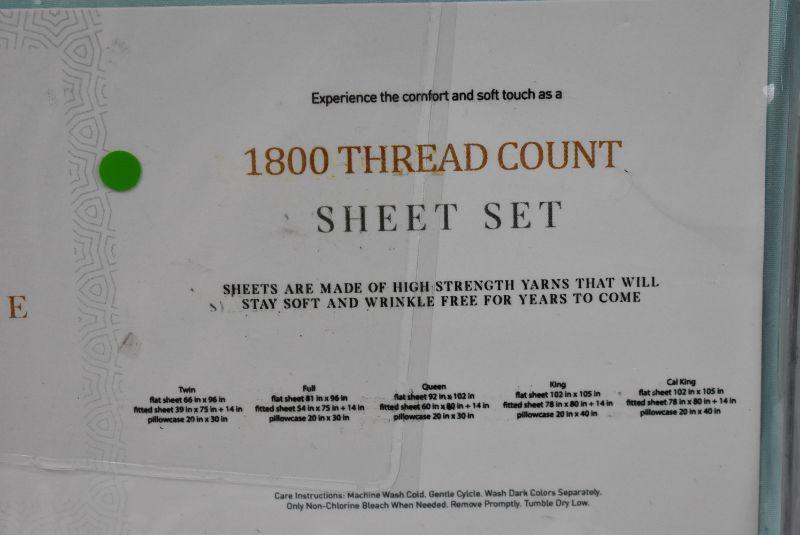 Experience the comfort and soft touch as a
1800 THREAD COUNT
SHEET SET
SHEETS ARE MADE OF HIGH STRENGTH YARNS THAT WILL
STAY SOFT AND WRINKLE FREE FOR YEARS TO COME
E
Twin
flat sheet 66 in x 96 in
fitted sheet 39 in x 75 in + 14 in
pillowcase 20 in x 30 in
Full
flat sheet 81 in x 96 in
fitted sheet 54 in x 75 in + 14 in
pillowcase 20 in x 30 in
Queen
flat sheet 92 in x 102 in
fitted sheet 60 in x 80 in + 14 in
pillowcase 20 in x 30 in
King
flat sheet 102 in x 105 in
fitted sheet 78 in x 80 in + 14 in
pillowcase 20 in x 40 in
Cal King
flat sheet 102 in x 105 in
fitted sheet 78 in x 80 in + 14 in
pillowcase 20 in x 40 in
Care Instructions: Machine Wash Cold. Gentle Cylcle. Wash Dark Colors Separately.
Only Non-Chlorine Bleach When Needed. Remove Promptly. Tumble Dry Low.